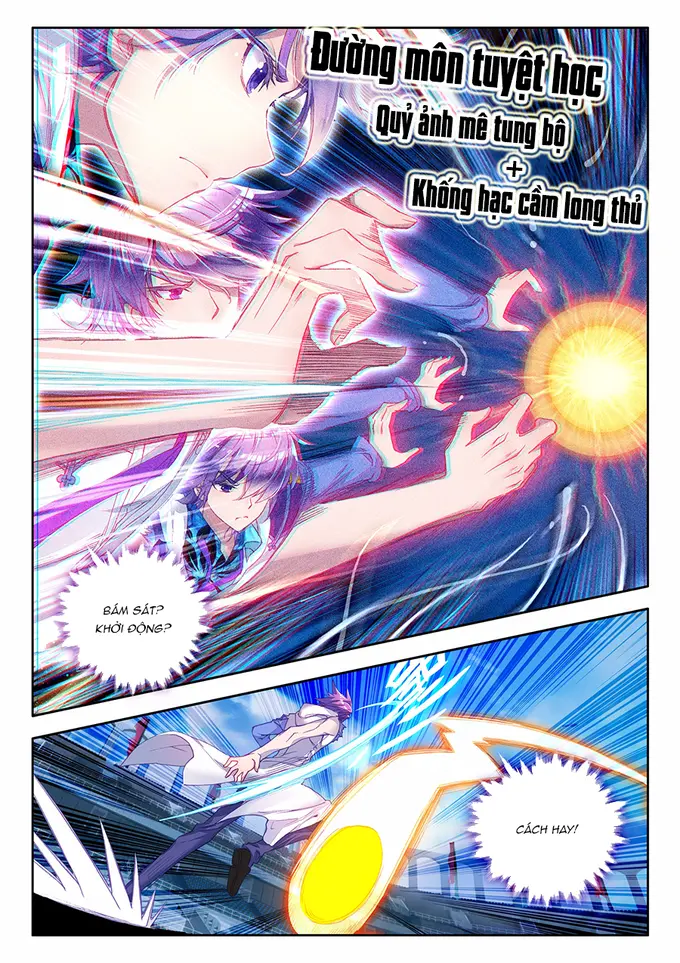 Đường môn tuyệt học
Quỷ ảnh mê tung bộ
+
Khống hạc cầm long thủ
BÁM SÁT?
KHỞI ĐỘNG?
CÁCH HAY!